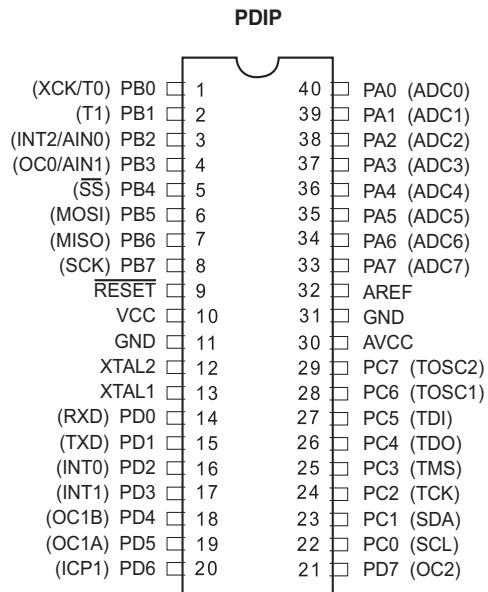 PDIP
(XCK/T0) PB0 1 40 PA0 (ADC0)
(T1) PB1 2 39 PA1 (ADC1)
(INT2/AIN0) PB2 3 38 PA2 (ADC2)
(OC0/AIN1) PB3 4 37 PA3 (ADC3)
(S̅S̅) PB4 5 36 PA4 (ADC4)
(MOSI) PB5 6 35 PA5 (ADC5)
(MISO) PB6 7 34 PA6 (ADC6)
(SCK) PB7 8 33 PA7 (ADC7)
R̅E̅S̅E̅T̅ 9 32 AREF
VCC 10 31 GND
GND 11 30 AVCC
XTAL2 12 29 PC7 (TOSC2)
XTAL1 13 28 PC6 (TOSC1)
(RXD) PD0 14 27 PC5 (TDI)
(TXD) PD1 15 26 PC4 (TDO)
(INT0) PD2 16 25 PC3 (TMS)
(INT1) PD3 17 24 PC2 (TCK)
(OC1B) PD4 18 23 PC1 (SDA)
(OC1A) PD5 19 22 PC0 (SCL)
(ICP1) PD6 20 21 PD7 (OC2)